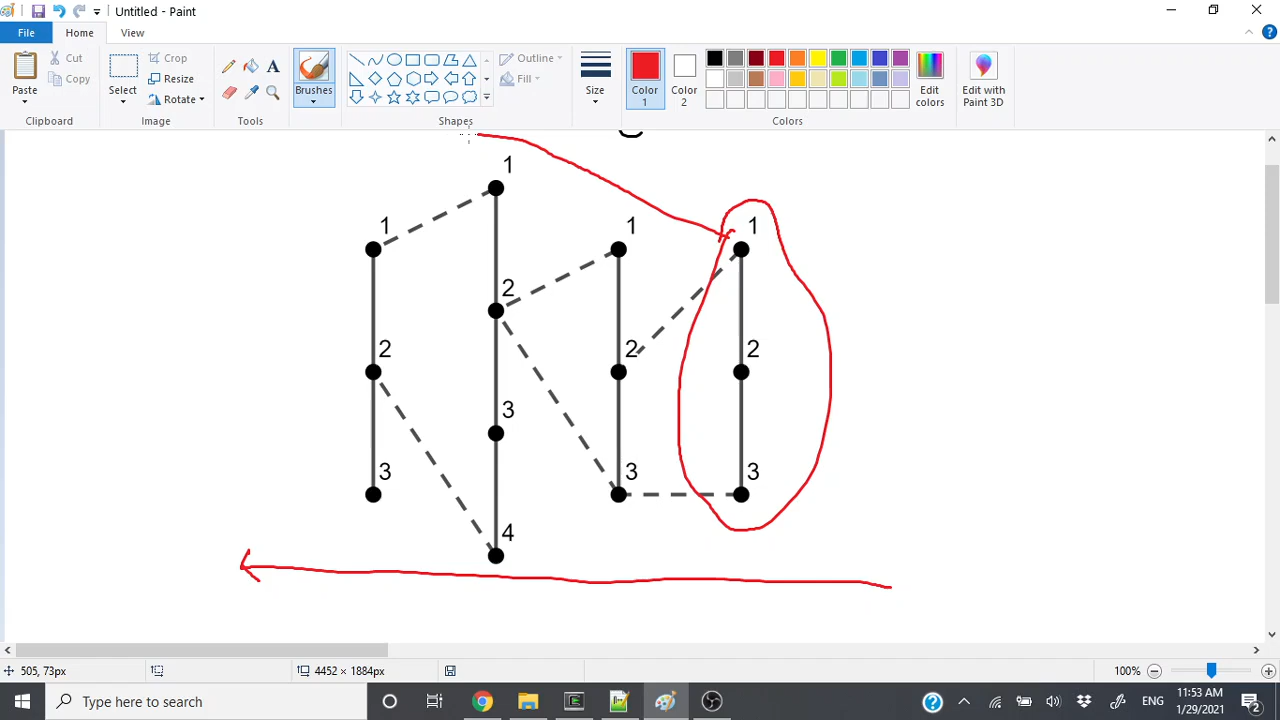 Untitled - Paint
File
Home
View
Paste
Cut
Copy
Clipboard
Select
Crop
Resize
Rotate
Image
A
Tools
Brushes
Shapes
Outline
Fill
Size
Color 1
Color 2
Edit colors
Colors
Edit with Paint 3D
1
1
1
1
2
2
2
2
3
3
3
4
505, 73px
4452 × 1884px
100%
Type here to search
ENG
11:53 AM
1/29/2021
2